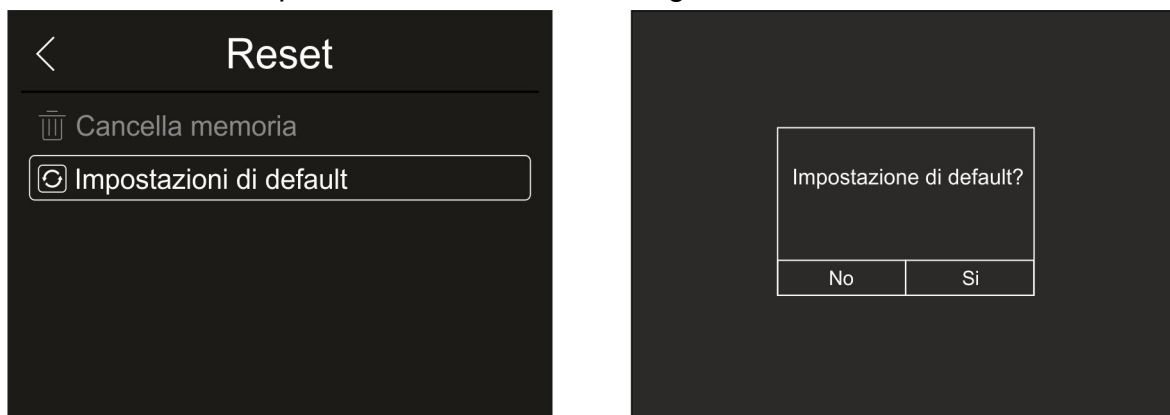 Reset
Cancella memoria
Impostazioni di default
Impostazione di default?
No Si